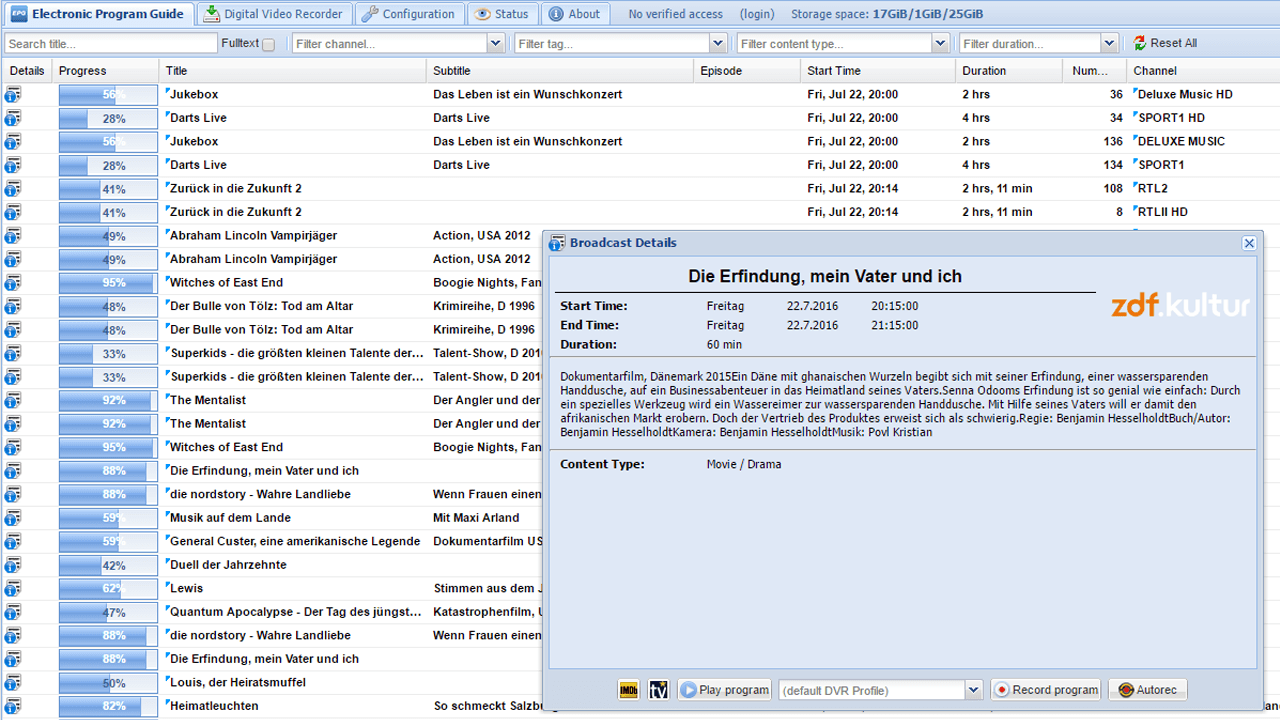 EPG Electronic Program Guide Digital Video Recorder Configuration Status About No verified access (login) Storage space: 17GiB/1GiB/25GiB
Search title... Fulltext Filter channel... Filter tag... Filter content type... Filter duration... Reset All
Details Progress Title Subtitle Episode Start Time Duration Num... Channel
56% Jukebox Das Leben ist ein Wunschkonzert Fri, Jul 22, 20:00 2 hrs 36 Deluxe Music HD
28% Darts Live Darts Live Fri, Jul 22, 20:00 4 hrs 34 SPORT1 HD
56% Jukebox Das Leben ist ein Wunschkonzert Fri, Jul 22, 20:00 2 hrs 136 DELUXE MUSIC
28% Darts Live Darts Live Fri, Jul 22, 20:00 4 hrs 134 SPORT1
41% Zurück in die Zukunft 2 Fri, Jul 22, 20:14 2 hrs, 11 min 108 RTL2
41% Zurück in die Zukunft 2 Fri, Jul 22, 20:14 2 hrs, 11 min 8 RTLII HD
49% Abraham Lincoln Vampirjäger Action, USA 2012
49% Abraham Lincoln Vampirjäger Action, USA 2012
95% Witches of East End Boogie Nights, Fan
48% Der Bulle von Tölz: Tod am Altar Krimireihe, D 1996
48% Der Bulle von Tölz: Tod am Altar Krimireihe, D 1996
33% Superkids - die größten kleinen Talente der... Talent-Show, D 201
33% Superkids - die größten kleinen Talente der... Talent-Show, D 201
92% The Mentalist Der Angler und der
92% The Mentalist Der Angler und der
95% Witches of East End Boogie Nights, Fan
88% Die Erfindung, mein Vater und ich
88% die nordstory - Wahre Landliebe Wenn Frauen einen
59% Musik auf dem Lande Mit Maxi Arland
59% General Custer, eine amerikanische Legende Dokumentarfilm US
42% Duell der Jahrzehnte
62% Lewis Stimmen aus dem J
47% Quantum Apocalypse - Der Tag des jüngst... Katastrophenfilm, U
88% die nordstory - Wahre Landliebe Wenn Frauen einen
88% Die Erfindung, mein Vater und ich
50% Louis, der Heiratsmuffel
82% Heimatleuchten So schmeckt Salzburg
Broadcast Details
Die Erfindung, mein Vater und ich
zdf.kultur
Start Time: Freitag 22.7.2016 20:15:00
End Time: Freitag 22.7.2016 21:15:00
Duration: 60 min
Dokumentarfilm, Dänemark 2015Ein Däne mit ghanaischen Wurzeln begibt sich mit seiner Erfindung, einer wassersparenden
Handdusche, auf ein Businessabenteuer in das Heimatland seines Vaters.Senna Odooms Erfindung ist so genial wie einfach: Durch
ein spezielles Werkzeug wird ein Wassereimer zur wassersparenden Handdusche. Mit Hilfe seines Vaters will er damit den
afrikanischen Markt erobern. Doch der Vertrieb des Produktes erweist sich als schwierig.Regie: Benjamin HesselholdtBuch/Autor:
Benjamin HesselholdtKamera: Benjamin HesselholdtMusik: Povl Kristian
Content Type: Movie / Drama
IMDb tv Play program (default DVR Profile) Record program Autorec